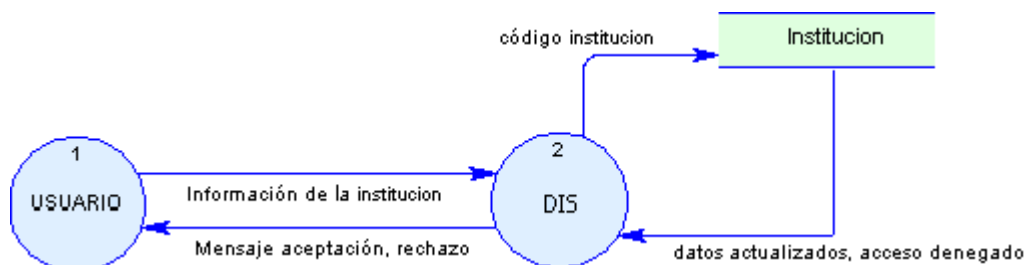 código institucion
Institucion
1
USUARIO
Información de la institucion
Mensaje aceptación, rechazo
2
DIS
datos actualizados, acceso denegado